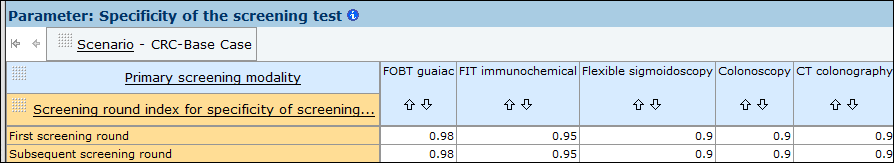 Parameter: Specificity of the screening test
Scenario - CRC-Base Case
Primary screening modality FOBT guaiac FIT immunochemical Flexible sigmoidoscopy Colonoscopy CT colonography
Screening round index for specificity of screening...
First screening round 0.98 0.95 0.9 0.9 0.9
Subsequent screening round 0.98 0.95 0.9 0.9 0.9